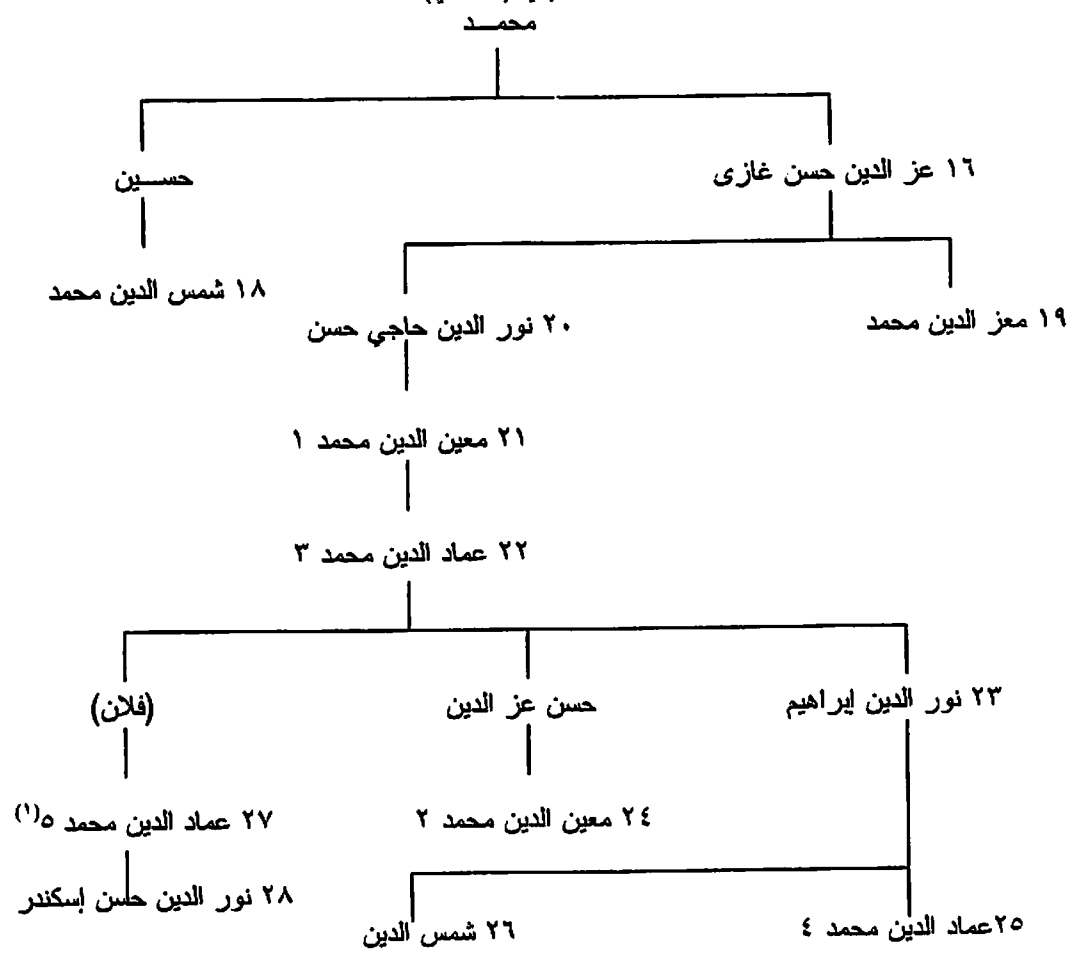 محمـــد
١٦ عز الدين حسن غازى
حســـين
١٨ شمس الدين محمد
١٩ معز الدين محمد
٢٠ نور الدين حاجي حسن
٢١ معين الدين محمد ١
٢٢ عماد الدين محمد ٣
٢٣ نور الدين إبراهيم
حسن عز الدين
(فلان)
٢٧ عماد الدين محمد ٥(١)
٢٤ معين الدين محمد ٢
٢٨ نور الدين حسن إسكندر
٢٥عماد الدين محمد ٤
٢٦ شمس الدين